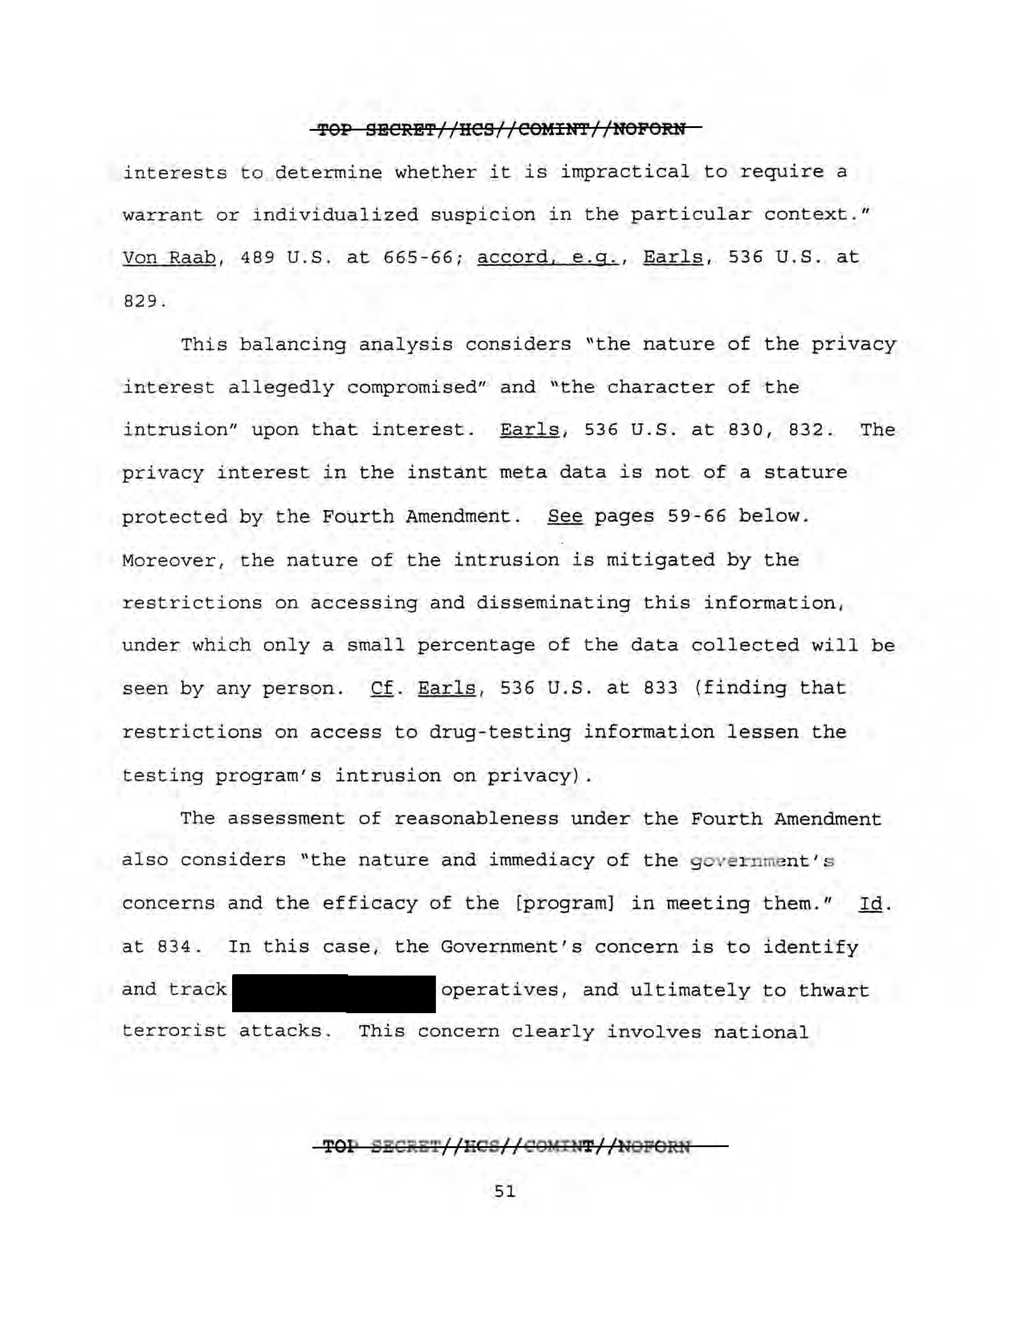 TOP SECRET//HCS//COMINT//NOFORN
interests to determine whether it is impractical to require a
warrant or individualized suspicion in the particular context."
Von Raab, 489 U.S. at 665-66; accord, e.g., Earls, 536 U.S. at
829.
This balancing analysis considers "the nature of the privacy
interest allegedly compromised" and "the character of the
intrusion" upon that interest. Earls, 536 U.S. at 830, 832. The
privacy interest in the instant meta data is not of a stature
protected by the Fourth Amendment. See pages 59-66 below.
Moreover, the nature of the intrusion is mitigated by the
restrictions on accessing and disseminating this information,
under which only a small percentage of the data collected will be
seen by any person. Cf. Earls, 536 U.S. at 833 (finding that
restrictions on access to drug-testing information lessen the
testing program's intrusion on privacy).
The assessment of reasonableness under the Fourth Amendment
also considers "the nature and immediacy of the government's
concerns and the efficacy of the [program] in meeting them." Id.
at 834. In this case, the Government's concern is to identify
and track operatives, and ultimately to thwart
terrorist attacks. This concern clearly involves national
TOP SECRET//HCS//COMINT//NOFORN
51